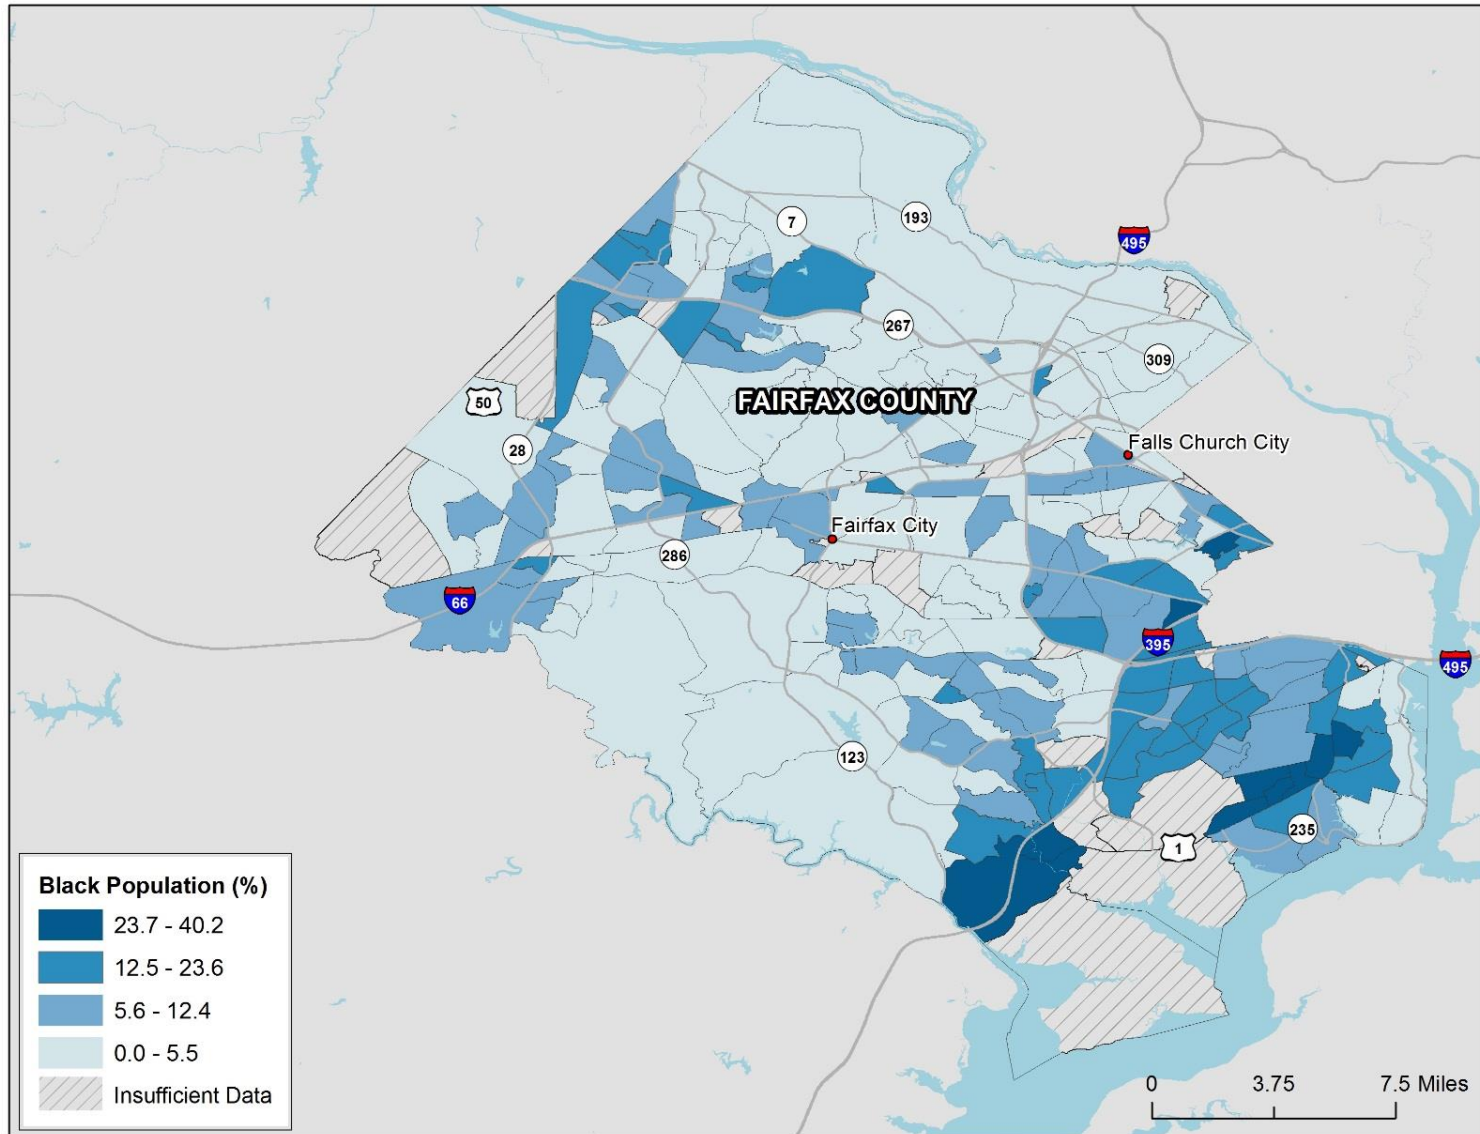 495
193
7
267
309
FAIRFAX COUNTY
50
Falls Church City
28
Fairfax City
286
66
395
495
123
235
1
Black Population (%)
23.7 - 40.2
12.5 - 23.6
5.6 - 12.4
0.0 - 5.5
Insufficient Data
0 3.75 7.5 Miles